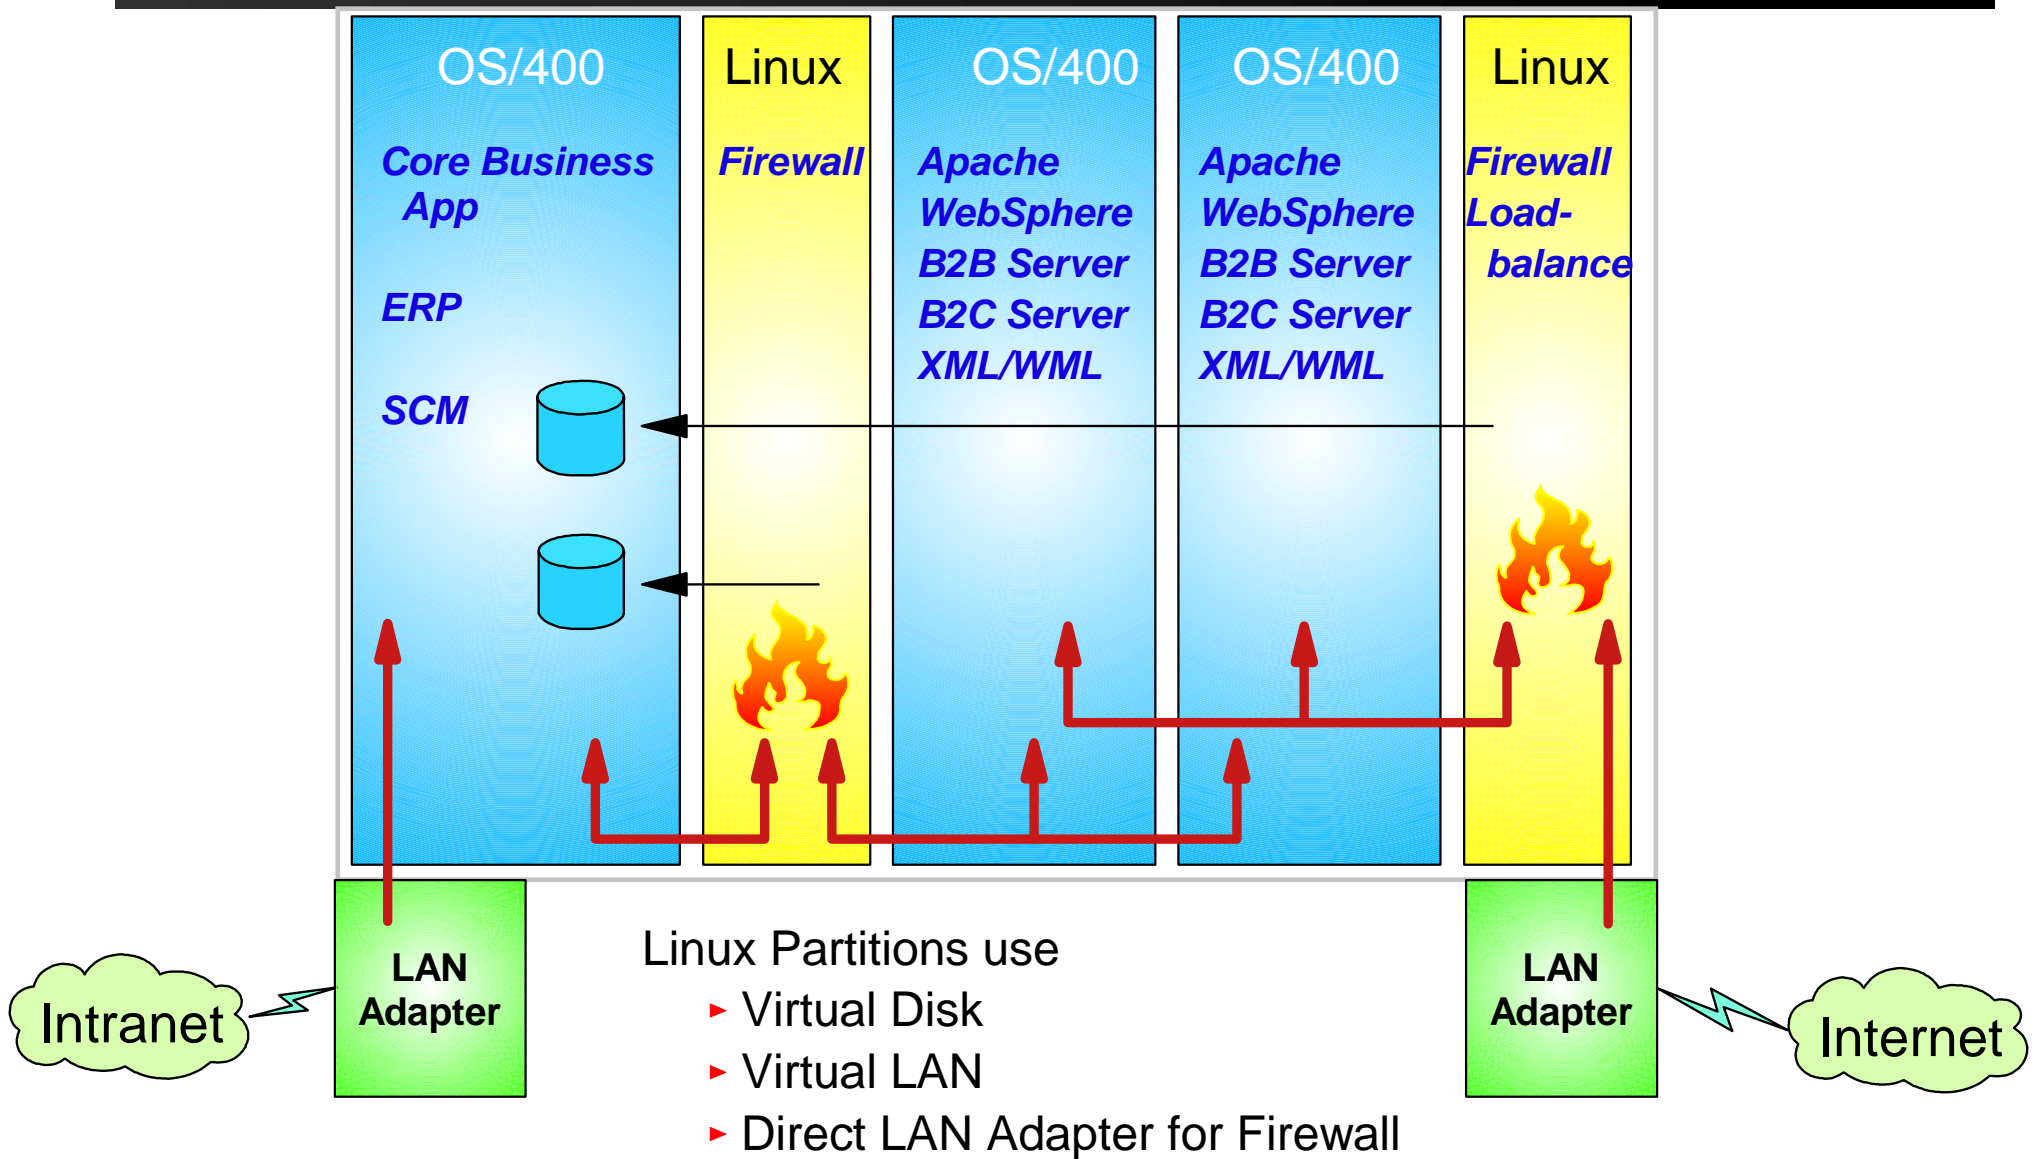 OS/400
Core Business
App
ERP
SCM
Linux
Firewall
OS/400
Apache
WebSphere
B2B Server
B2C Server
XML/WML
OS/400
Apache
WebSphere
B2B Server
B2C Server
XML/WML
Linux
Firewall
Load-
balance
Intranet
LAN
Adapter
Linux Partitions use
► Virtual Disk
► Virtual LAN
► Direct LAN Adapter for Firewall
LAN
Adapter
Internet